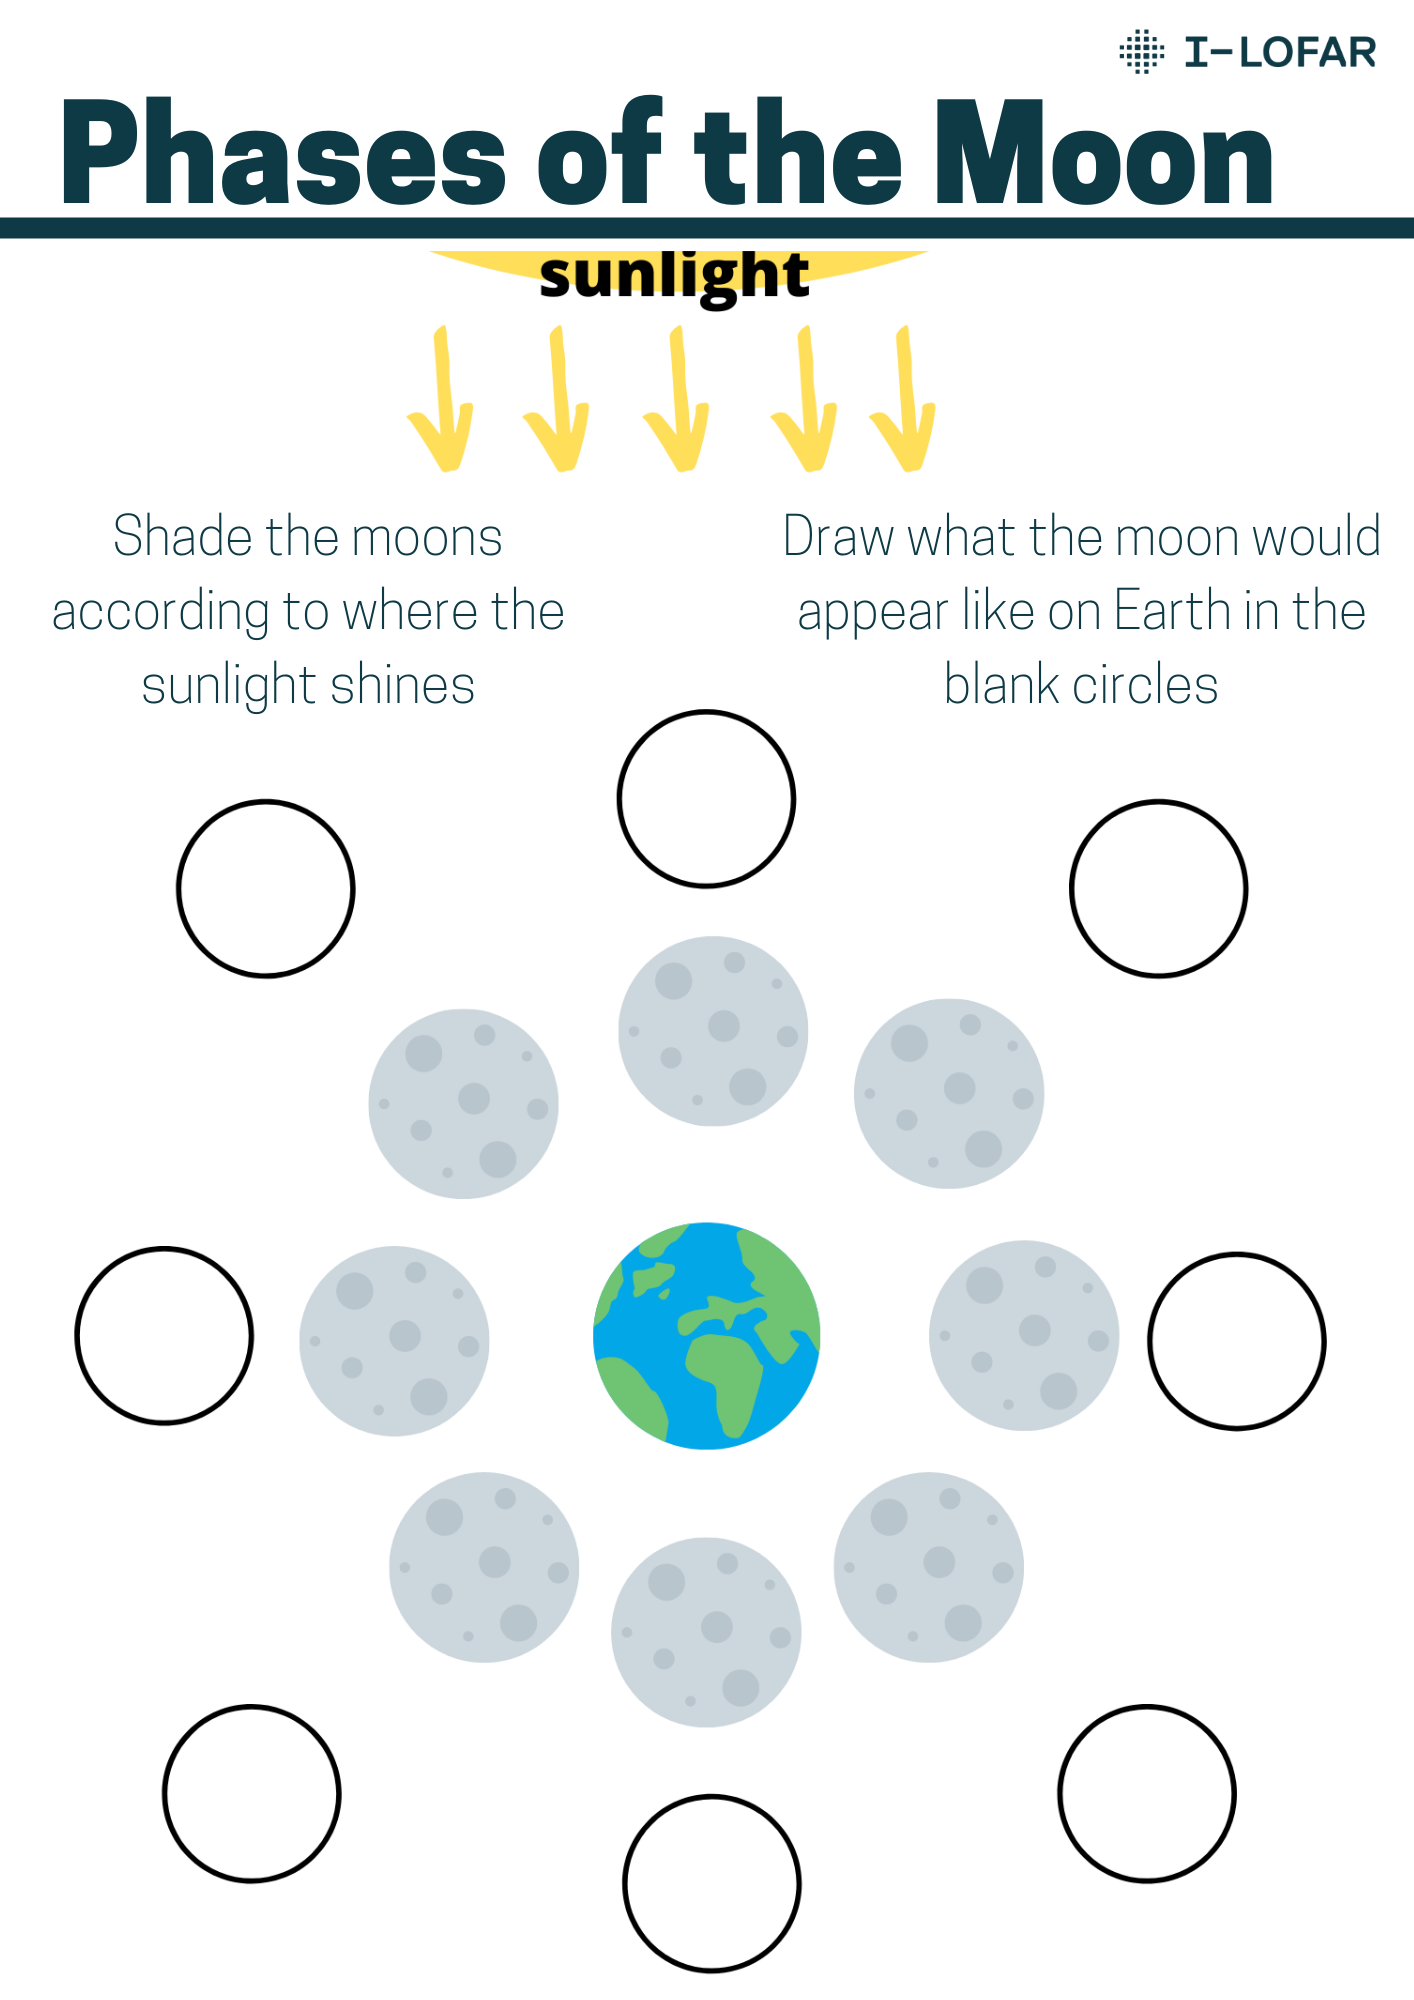 I-LOFAR
Phases of the Moon
sunlight
Shade the moons
according to where the
sunlight shines
Draw what the moon would
appear like on Earth in the
blank circles